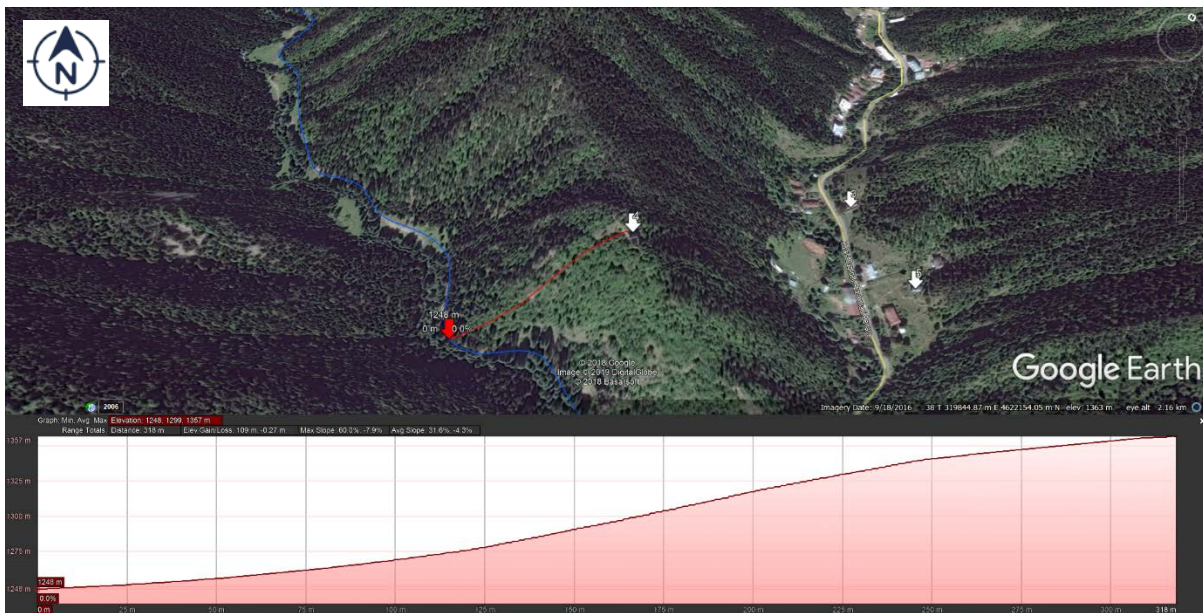 N
4
1248 m
0 m 0.0%
© 2018 Google
Image © 2019 DigitalGlobe
© 2018 Basarsoft
Google Earth
2006
Imagery Date: 9/18/2016 38 T 319844.87 m E 4622154.05 m N elev 1363 m eye alt 2.16 km
Graph: Min, Avg, Max Elevation: 1248, 1299, 1357 m
Range Totals: Distance: 318 m Elev Gain/Loss: 109 m, -0.27 m Max Slope: 60.0%, -7.9% Avg Slope: 31.6%, -4.3%
1357 m
1325 m
1300 m
1275 m
1248 m
1248 m
0.0%
0 m 25 m 50 m 75 m 100 m 125 m 150 m 175 m 200 m 225 m 250 m 275 m 300 m 318 m